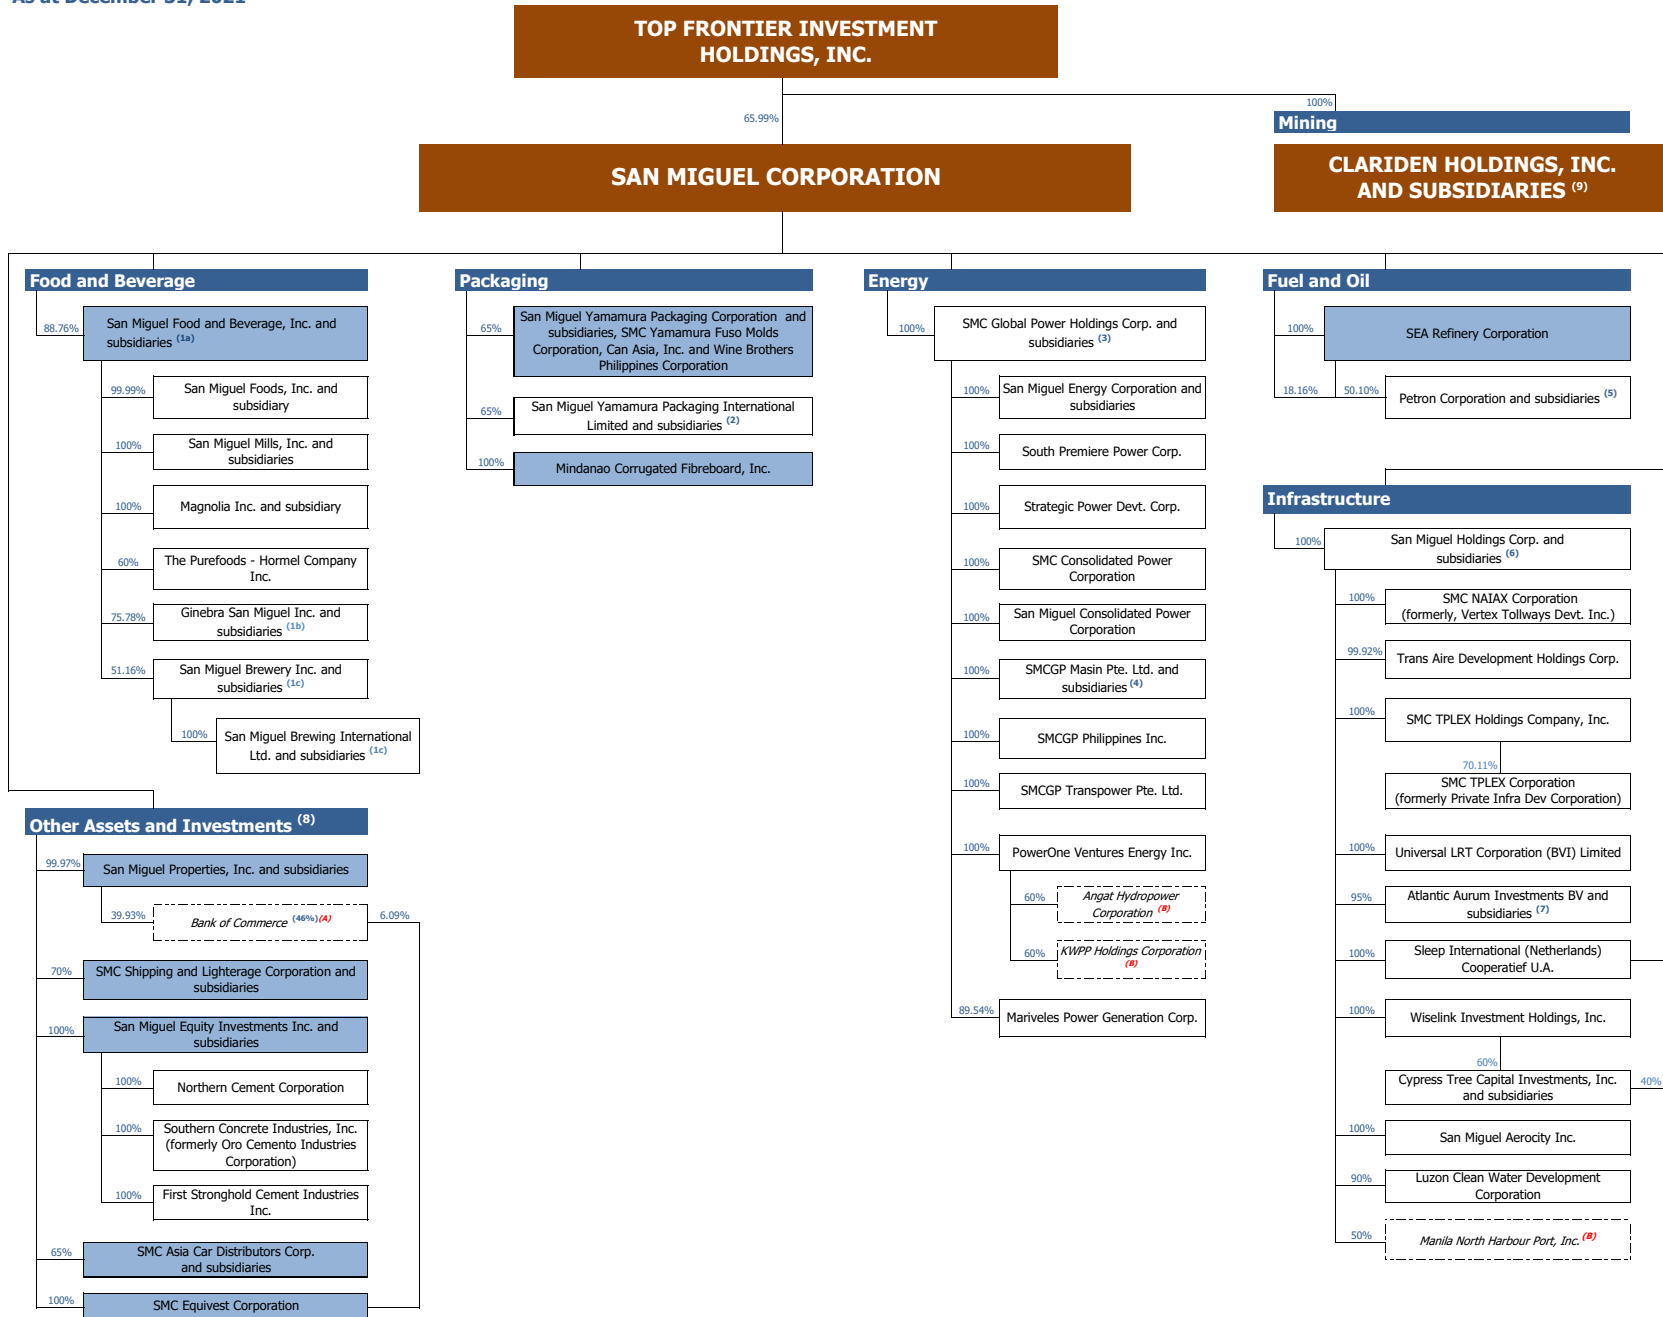 As at December 31, 2021
TOP FRONTIER INVESTMENT
HOLDINGS, INC.
65.99%
100%
Mining
SAN MIGUEL CORPORATION
CLARIDEN HOLDINGS, INC.
AND SUBSIDIARIES (9)
Food and Beverage
88.76%
San Miguel Food and Beverage, Inc. and
subsidiaries (1a)
99.99%
San Miguel Foods, Inc. and
subsidiary
100%
San Miguel Mills, Inc. and
subsidiaries
100%
Magnolia Inc. and subsidiary
60%
The Purefoods - Hormel Company
Inc.
75.78%
Ginebra San Miguel Inc. and
subsidiaries (1b)
51.16%
San Miguel Brewery Inc. and
subsidiaries (1c)
100%
San Miguel Brewing International
Ltd. and subsidiaries (1c)
Other Assets and Investments (8)
99.97%
San Miguel Properties, Inc. and subsidiaries
39.93%
Bank of Commerce (46%)(A)
6.09%
70%
SMC Shipping and Lighterage Corporation and
subsidiaries
100%
San Miguel Equity Investments Inc. and
subsidiaries
100%
Northern Cement Corporation
100%
Southern Concrete Industries, Inc.
(formerly Oro Cemento Industries
Corporation)
100%
First Stronghold Cement Industries
Inc.
65%
SMC Asia Car Distributors Corp.
and subsidiaries
100%
SMC Equivest Corporation
Packaging
65%
San Miguel Yamamura Packaging Corporation and
subsidiaries, SMC Yamamura Fuso Molds
Corporation, Can Asia, Inc. and Wine Brothers
Philippines Corporation
65%
San Miguel Yamamura Packaging International
Limited and subsidiaries (2)
100%
Mindanao Corrugated Fibreboard, Inc.
Energy
100%
SMC Global Power Holdings Corp. and
subsidiaries (3)
100%
San Miguel Energy Corporation and
subsidiaries
100%
South Premiere Power Corp.
100%
Strategic Power Devt. Corp.
100%
SMC Consolidated Power
Corporation
100%
San Miguel Consolidated Power
Corporation
100%
SMCGP Masin Pte. Ltd. and
subsidiaries (4)
100%
SMCGP Philippines Inc.
100%
SMCGP Transpower Pte. Ltd.
100%
PowerOne Ventures Energy Inc.
60%
Angat Hydropower
Corporation (B)
60%
KWPP Holdings Corporation
(B)
89.54%
Mariveles Power Generation Corp.
Fuel and Oil
100%
SEA Refinery Corporation
18.16%
50.10%
Petron Corporation and subsidiaries (5)
Infrastructure
100%
San Miguel Holdings Corp. and
subsidiaries (6)
100%
SMC NAIAX Corporation
(formerly, Vertex Tollways Devt. Inc.)
99.92%
Trans Aire Development Holdings Corp.
100%
SMC TPLEX Holdings Company, Inc.
70.11%
SMC TPLEX Corporation
(formerly Private Infra Dev Corporation)
100%
Universal LRT Corporation (BVI) Limited
95%
Atlantic Aurum Investments BV and
subsidiaries (7)
100%
Sleep International (Netherlands)
Cooperatief U.A.
100%
Wiselink Investment Holdings, Inc.
60%
Cypress Tree Capital Investments, Inc.
and subsidiaries
40%
100%
San Miguel Aerocity Inc.
90%
Luzon Clean Water Development
Corporation
50%
Manila North Harbour Port, Inc. (B)